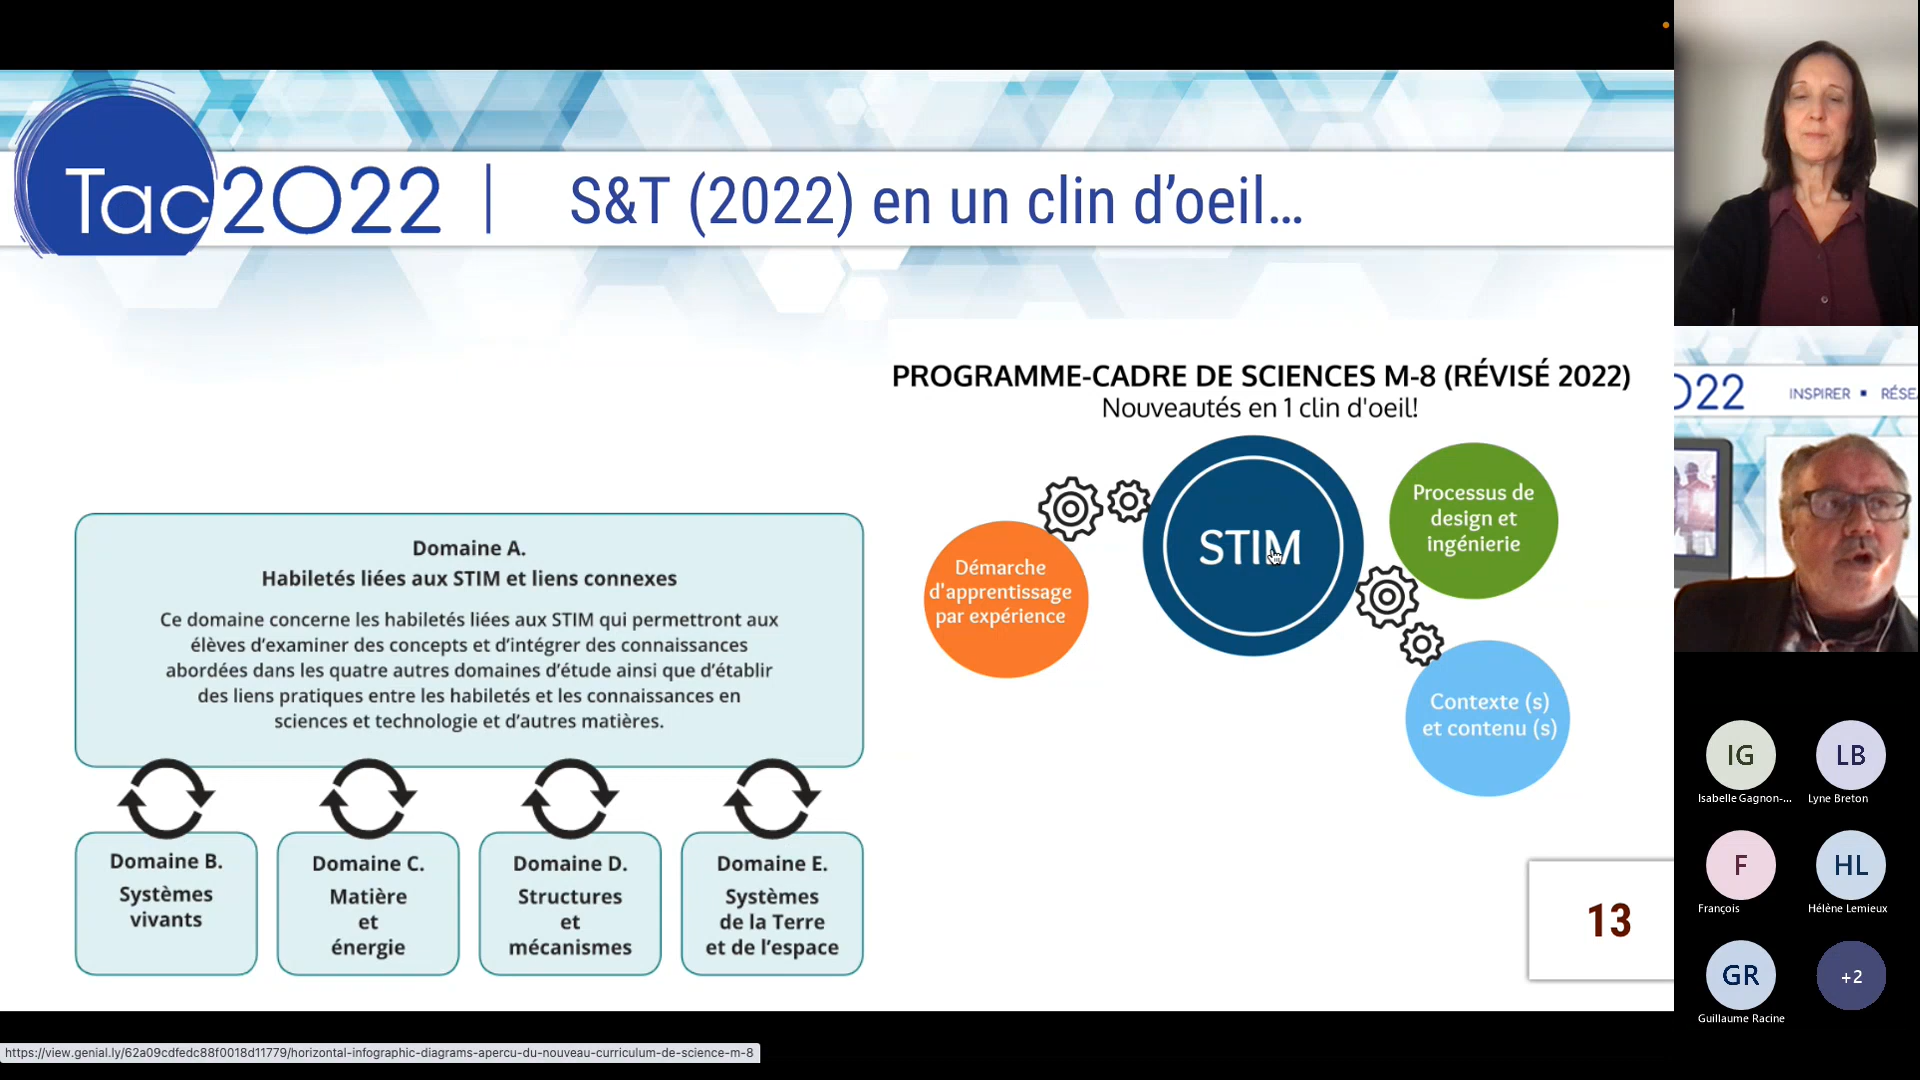 Tac2022
S&T (2022) en un clin d’oeil…
PROGRAMME-CADRE DE SCIENCES M-8 (RÉVISÉ 2022)
Nouveautés en 1 clin d'oeil!
Domaine A.
Habiletés liées aux STIM et liens connexes
Ce domaine concerne les habiletés liées aux STIM qui permettront aux
élèves d’examiner des concepts et d’intégrer des connaissances
abordées dans les quatre autres domaines d’étude ainsi que d’établir
des liens pratiques entre les habiletés et les connaissances en
sciences et technologie et d’autres matières.
Domaine B.
Systèmes
vivants
Domaine C.
Matière
et
énergie
Domaine D.
Structures
et
mécanismes
Domaine E.
Systèmes
de la Terre
et de l’espace
Démarche
d'apprentissage
par expérience
STIM
Processus de
design et
ingénierie
Contexte (s)
et contenu (s)
13
022
INSPIRER ▪ RÉSE
IG
Isabelle Gagnon-...
LB
Lyne Breton
F
François
HL
Hélène Lemieux
GR
Guillaume Racine
+2
https://view.genial.ly/62a09cdfedc88f0018d11779/horizontal-infographic-diagrams-apercu-du-nouveau-curriculum-de-science-m-8